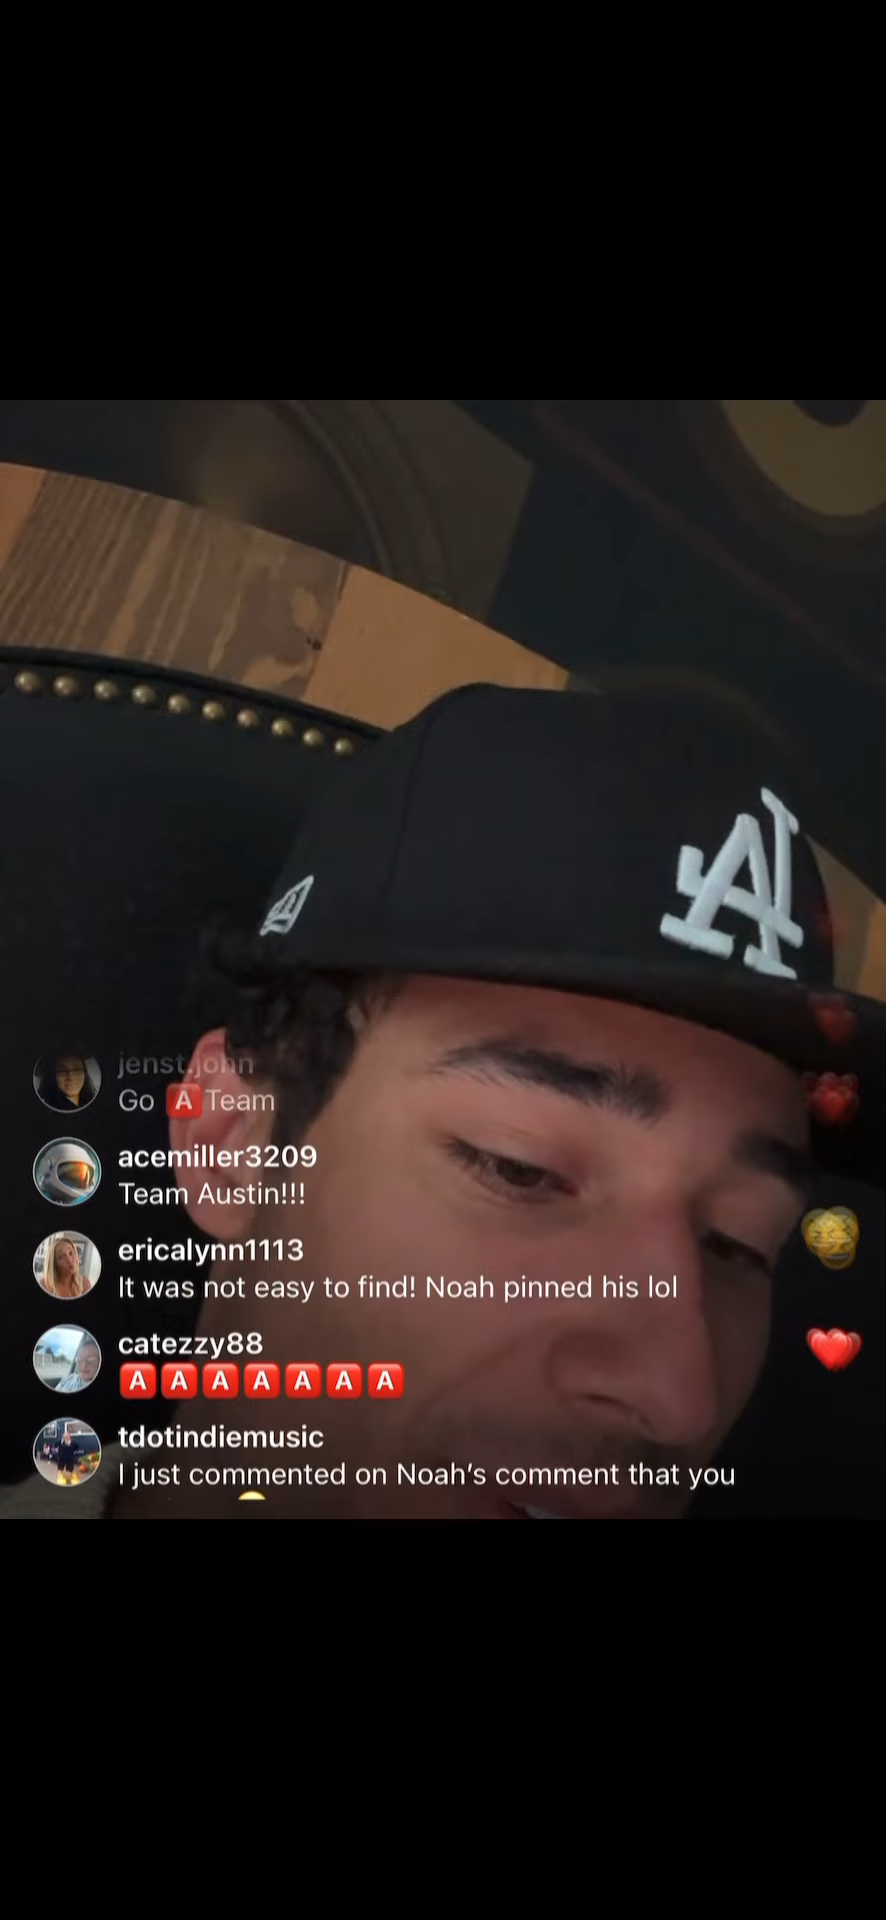 LA
jenst.john
Go 🅰️ Team
acemiller3209
Team Austin!!!
ericalynn1113
It was not easy to find! Noah pinned his lol
catezzy88
🅰️🅰️🅰️🅰️🅰️🅰️🅰️
tdotindiemusic
I just commented on Noah’s comment that you